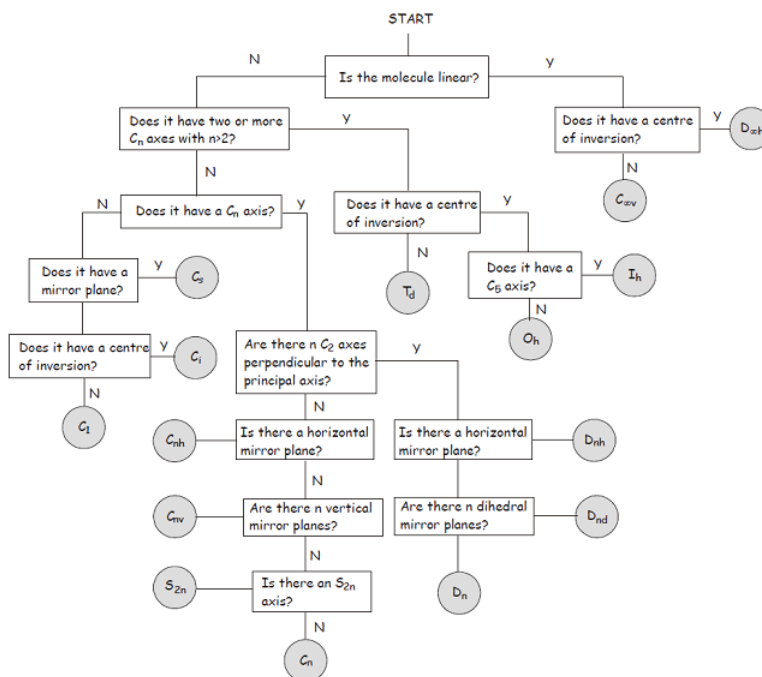 START
N
Is the molecule linear?
Y
Does it have two or more
Cn axes with n>2?
Y
Does it have a centre
of inversion?
Y
D∞h
N
N
C∞v
N
Does it have a Cn axis?
Y
Does it have a centre
of inversion?
Y
N
Td
Does it have a
C5 axis?
Y
Ih
N
Oh
Does it have a
mirror plane?
Y
Cs
Does it have a centre
of inversion?
Y
Ci
N
C1
Are there n C2 axes
perpendicular to the
principal axis?
Y
N
Cnh
Is there a horizontal
mirror plane?
Is there a horizontal
mirror plane?
Dnh
N
Cnv
Are there n vertical
mirror planes?
Are there n dihedral
mirror planes?
Dnd
N
S2n
Is there an S2n
axis?
Dn
N
Cn